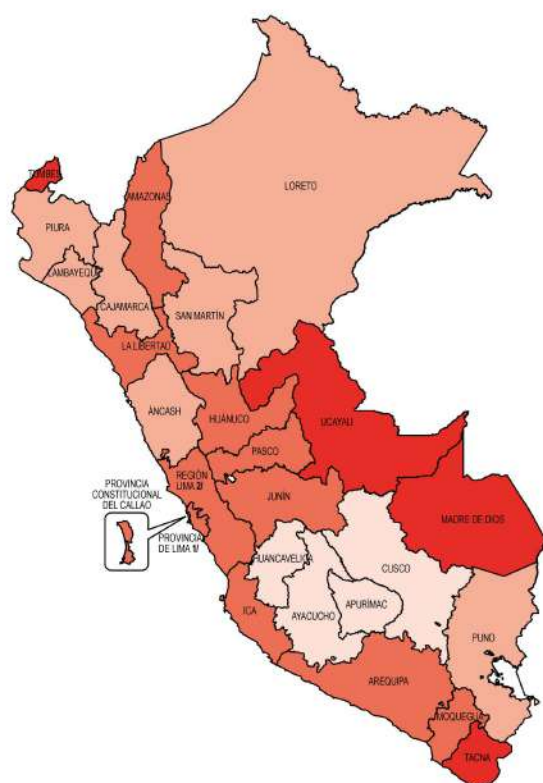 LORETO
TUMBES
AMAZONAS
PIURA
LAMBAYEQUE
CAJAMARCA
SAN MARTÍN
LA LIBERTAD
ÁNCASH
HUÁNUCO
UCAYALI
PASCO
REGIÓN
LIMA 2/
JUNÍN
PROVINCIA
CONSTITUCIONAL
DEL CALLAO
PROVINCIA
DE LIMA 1/
MADRE DE DIOS
HUANCAVELICA
CUSCO
ICA
AYACUCHO
APURÍMAC
PUNO
AREQUIPA
MOQUEGUA
TACNA